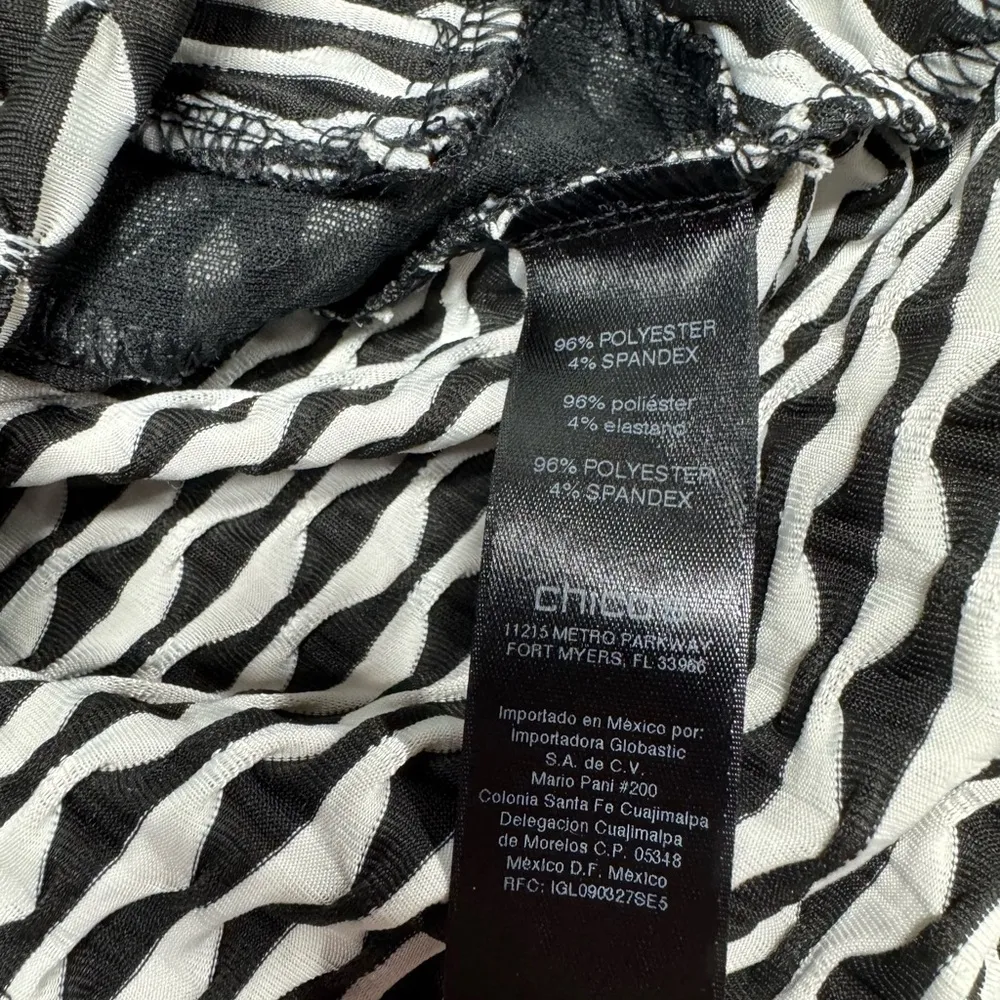 96% POLYESTER
4% SPANDEX
96% poliéster
4% elastano
96% POLYESTER
4% SPANDEX
chico's
11215 METRO PARKWAY
FORT MYERS, FL 33966
Importado en México por:
Importadora Globastic
S.A. de C.V.
Mario Pani #200
Colonia Santa Fe Cuajimalpa
Delegacion Cuajimalpa
de Morelos C.P. 05348
México D.F. México
RFC: IGL090327SE5